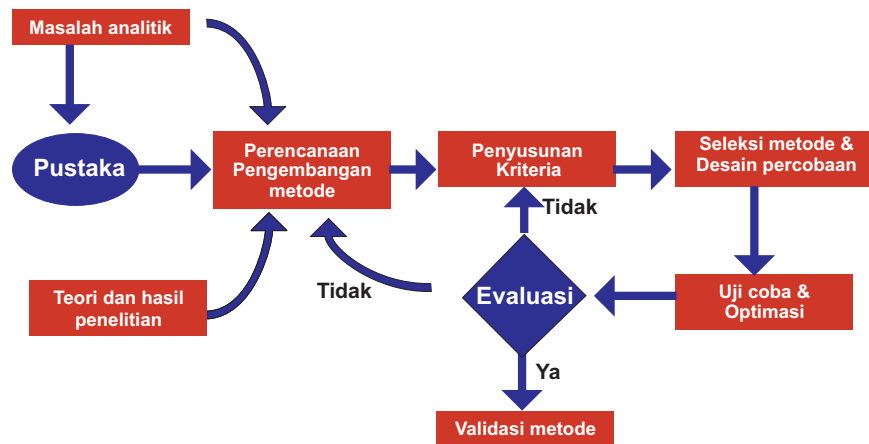 Masalah analitik
Pustaka
Perencanaan
Pengembangan
metode
Penyusunan
Kriteria
Seleksi metode &
Desain percobaan
Tidak
Teori dan hasil
penelitian
Tidak
Evaluasi
Uji coba &
Optimasi
Ya
Validasi metode